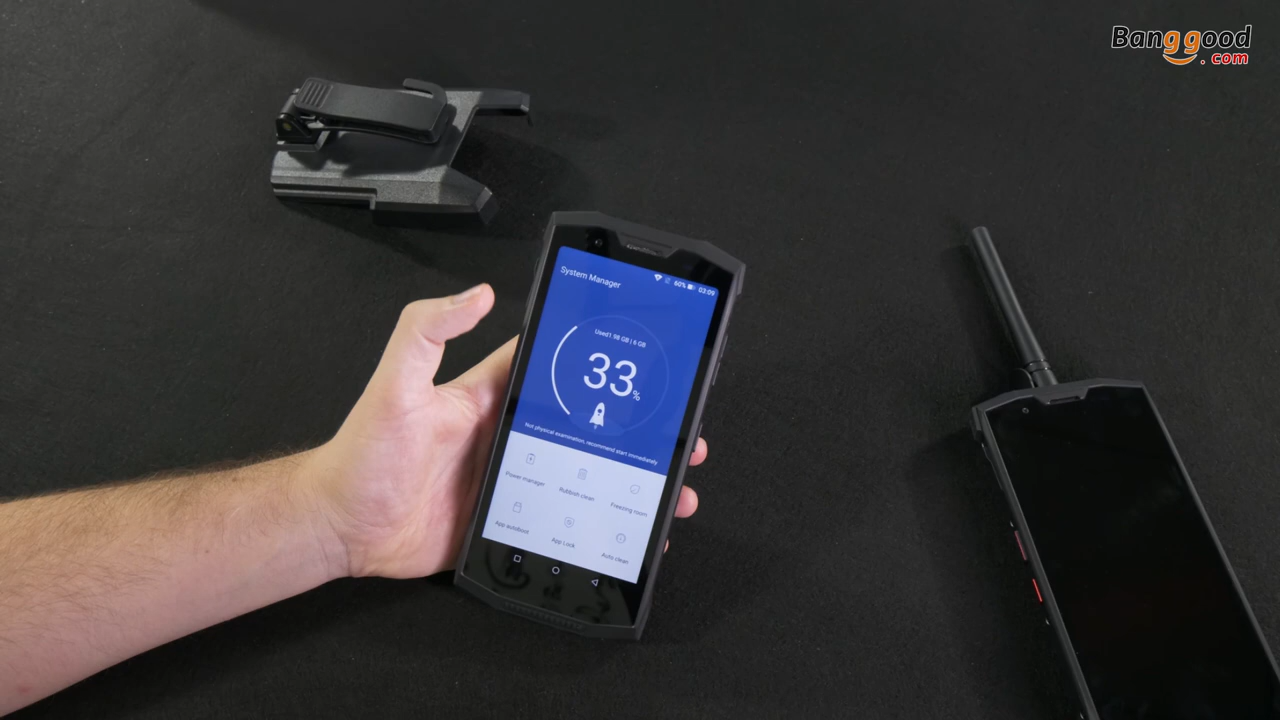 Banggood
.com
System Manager
60% 03:09
Used1.98 GB | 6 GB
33%
Not physical examination, recommend start immediately
Power manager
Rubbish clean
Freezing room
App autoboot
App Lock
Auto clean